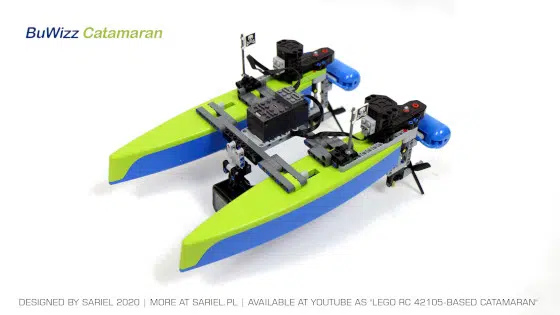 BuWizz Catamaran
DESIGNED BY SARIEL 2020 | MORE AT SARIEL.PL | AVAILABLE AT YOUTUBE AS "LEGO RC 42105-BASED CATAMARAN"